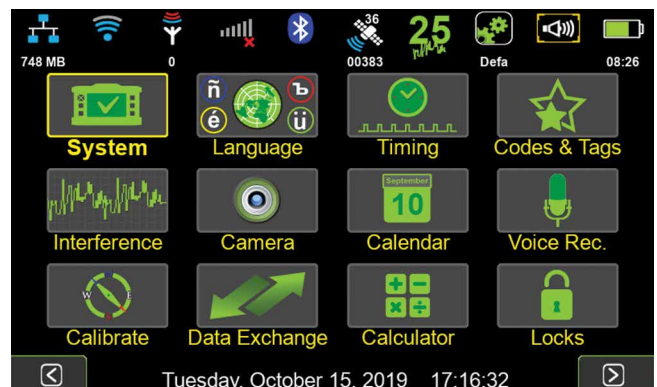 36
25
748 MB 0 00383 Defa 08:26
ñ ъ
é ü
System Language Timing Codes & Tags
September
10
Interference Camera Calendar Voice Rec.
W E
Calibrate Data Exchange Calculator Locks
Tuesday, October 15, 2019 17:16:32